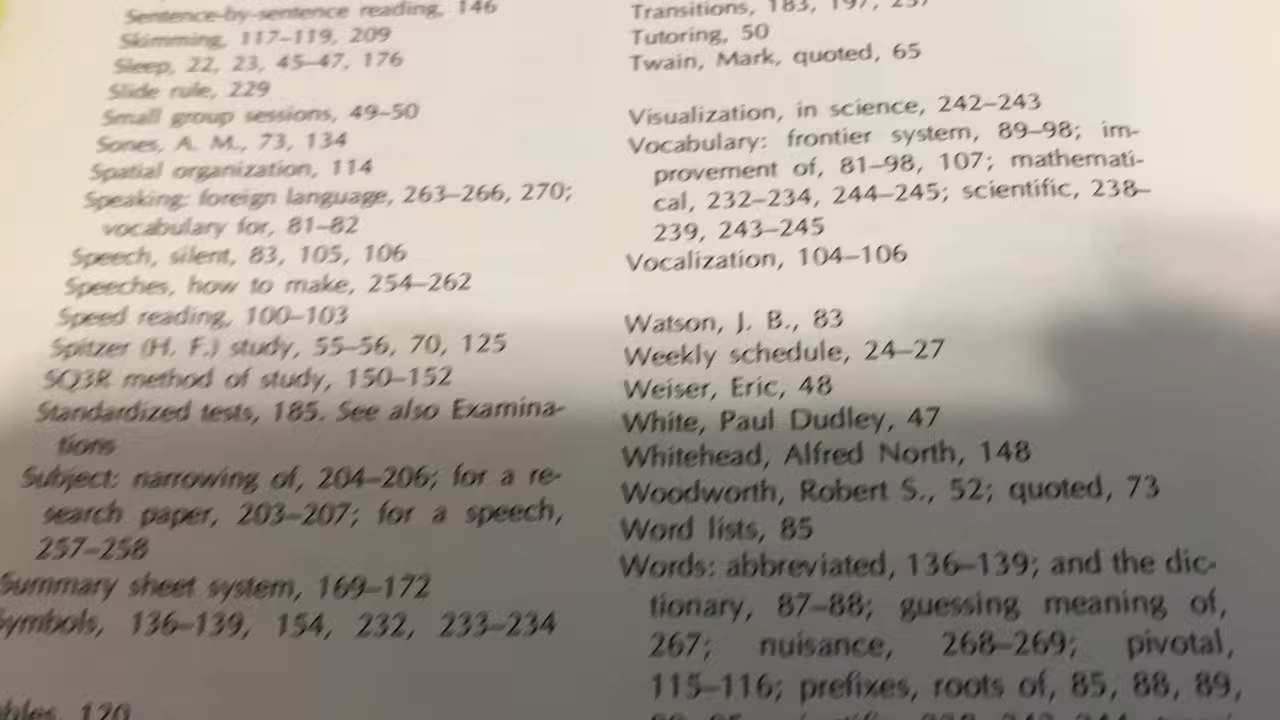 Sentence-by-sentence reading, 146
Skimming, 117–119, 209
Sleep, 22, 23, 45–47, 176
Slide rule, 229
Small group sessions, 49–50
Sones, A. M., 73, 134
Spatial organization, 114
Speaking: foreign language, 263–266, 270;
vocabulary for, 81–82
Speech, silent, 83, 105, 106
Speeches, how to make, 254–262
Speed reading, 100–103
Spitzer (H. F.) study, 55–56, 70, 125
SQ3R method of study, 150–152
Standardized tests, 185. See also Examina-
tions
Subject: narrowing of, 204–206; for a re-
search paper, 203–207; for a speech,
257–258
Summary sheet system, 169–172
ymbols, 136–139, 154, 232, 233–234
bles, 120
Transitions, 183, 197, 237
Tutoring, 50
Twain, Mark, quoted, 65
Visualization, in science, 242–243
Vocabulary: frontier system, 89–98; im-
provement of, 81–98, 107; mathemati-
cal, 232–234, 244–245; scientific, 238–
239, 243–245
Vocalization, 104–106
Watson, J. B., 83
Weekly schedule, 24–27
Weiser, Eric, 48
White, Paul Dudley, 47
Whitehead, Alfred North, 148
Woodworth, Robert S., 52; quoted, 73
Word lists, 85
Words: abbreviated, 136–139; and the dic-
tionary, 87–88; guessing meaning of,
267; nuisance, 268–269; pivotal,
115–116; prefixes, roots of, 85, 88, 89,